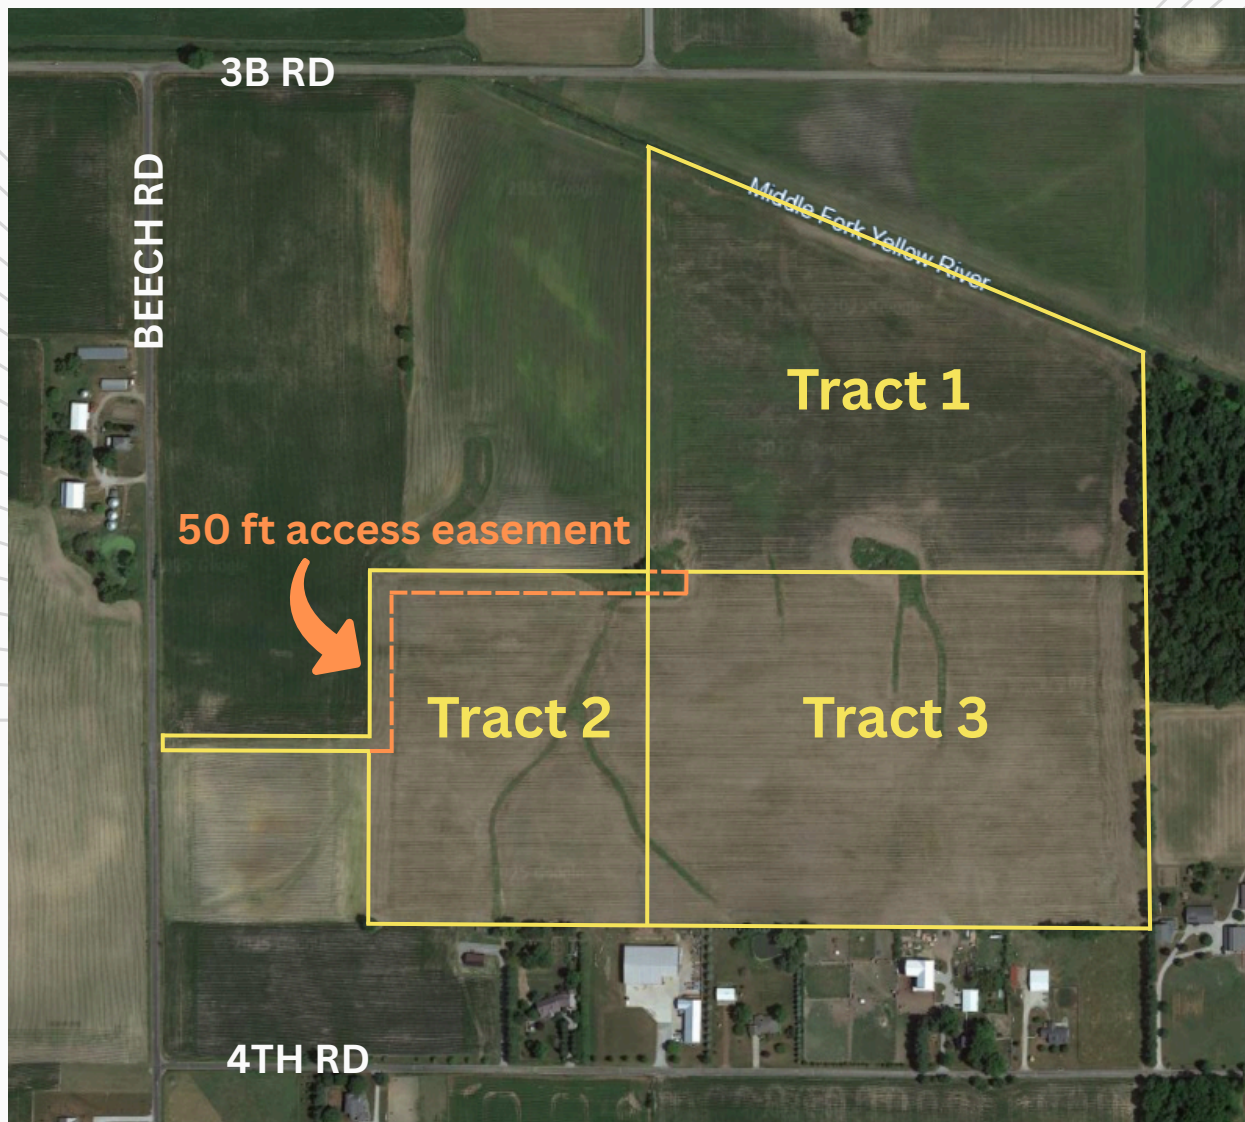 3B RD
BEECH RD
Middle Fork Yellow River
Tract 1
50 ft access easement
Tract 2
Tract 3
4TH RD